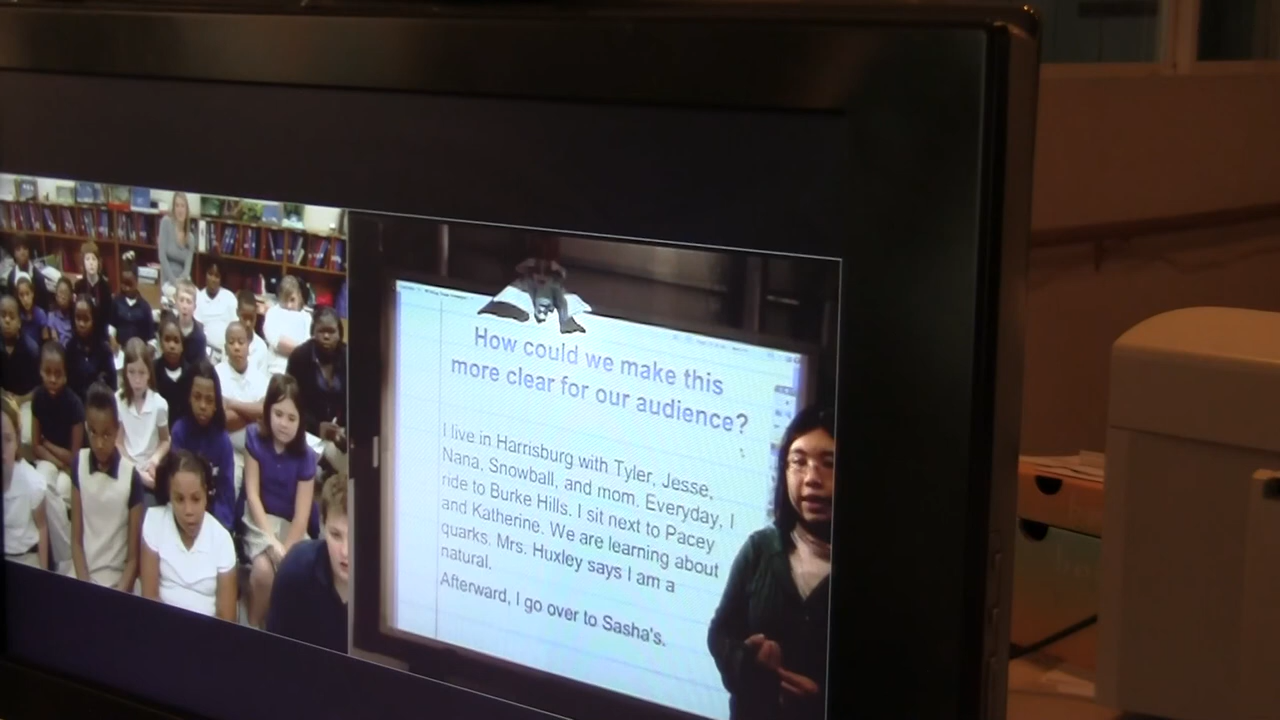 How could we make this
more clear for our audience?
I live in Harrisburg with Tyler, Jesse,
Nana, Snowball, and mom. Everyday, I
ride to Burke Hills. I sit next to Pacey
and Katherine. We are learning about
quarks. Mrs. Huxley says I am a
natural.
Afterward, I go over to Sasha's.